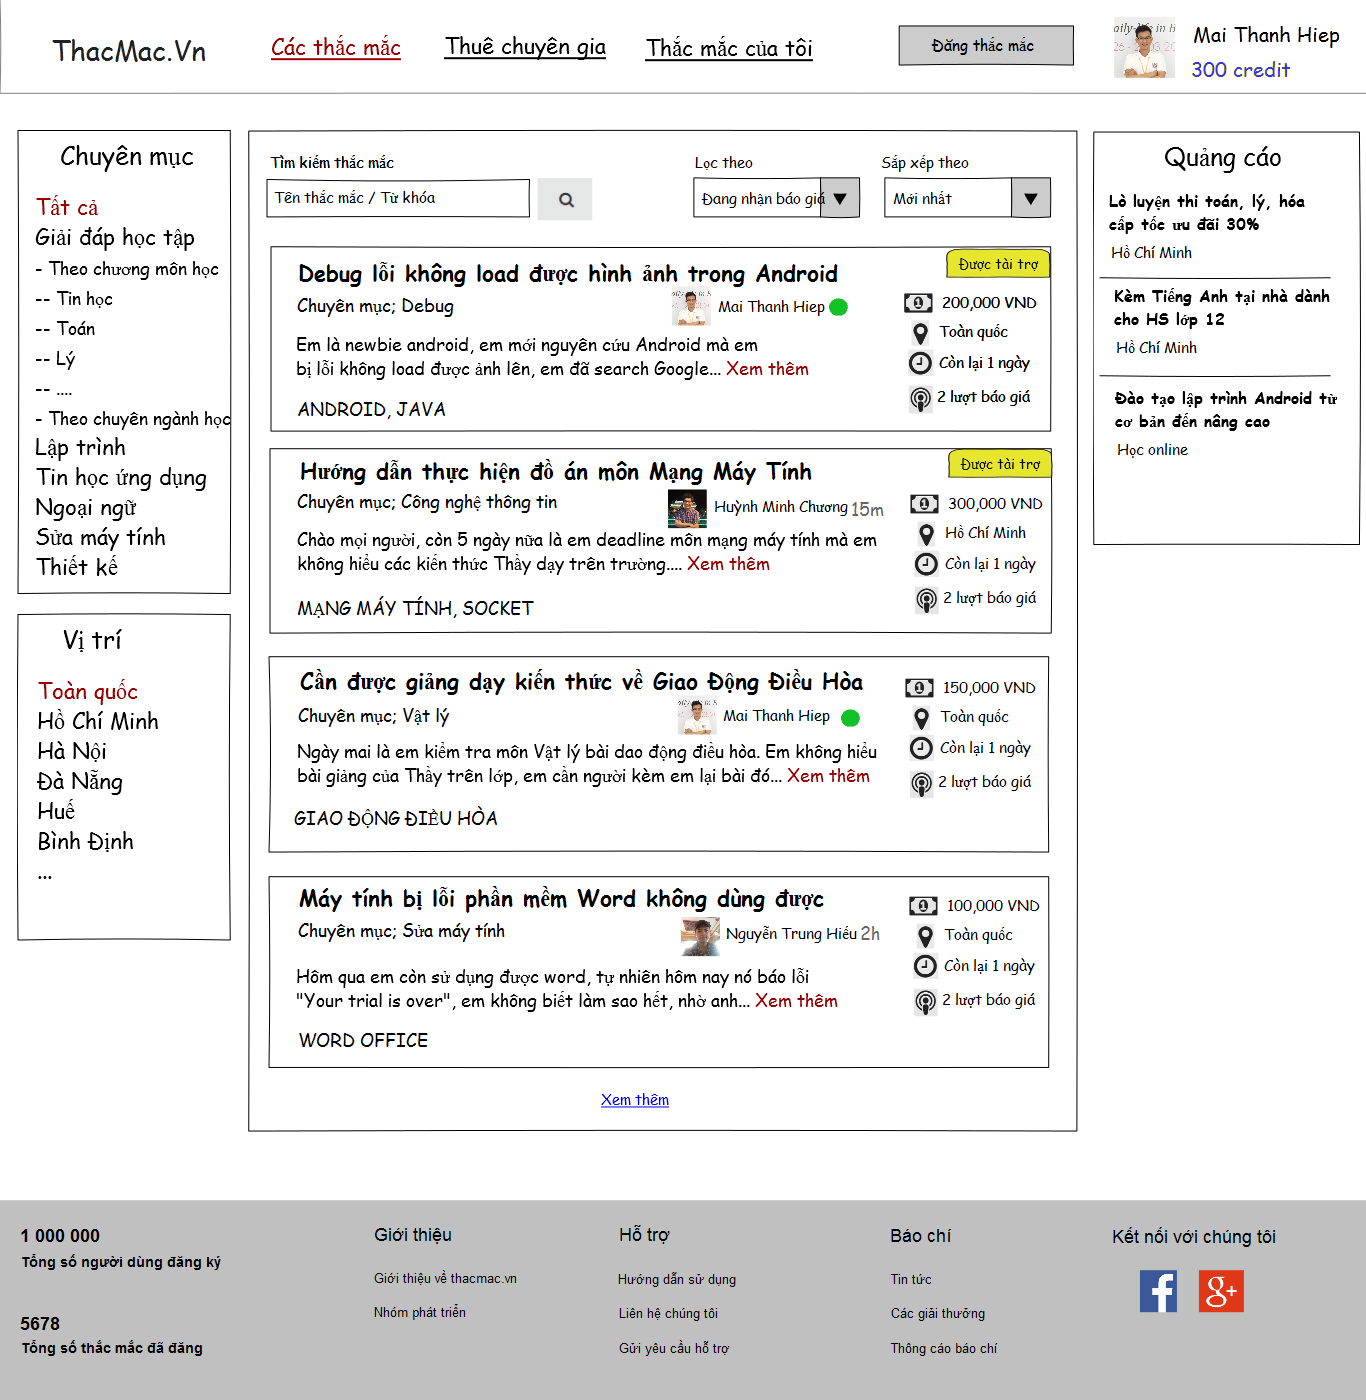 ThacMac.Vn
Các thắc mắc
Thuê chuyên gia
Thắc mắc của tôi
Đăng thắc mắc
Mai Thanh Hiep
300 credit
Chuyên mục
Tất cả
Giải đáp học tập
- Theo chương môn học
-- Tin học
-- Toán
-- Lý
-- ....
- Theo chuyên ngành học
Lập trình
Tin học ứng dụng
Ngoại ngữ
Sửa máy tính
Thiết kế
Vị trí
Toàn quốc
Hồ Chí Minh
Hà Nội
Đà Nẵng
Huế
Bình Định
...
Tìm kiếm thắc mắc
Tên thắc mắc / Từ khóa
Lọc theo
Đang nhận báo giá
Sắp xếp theo
Mới nhất
Debug lỗi không load được hình ảnh trong Android
Được tài trợ
Chuyên mục; Debug
Mai Thanh Hiep
Em là newbie android, em mới nguyên cứu Android mà em
bị lỗi không load được ảnh lên, em đã search Google... Xem thêm
ANDROID, JAVA
200,000 VND
Toàn quốc
Còn lại 1 ngày
2 lượt báo giá
Hướng dẫn thực hiện đồ án môn Mạng Máy Tính
Được tài trợ
Chuyên mục; Công nghệ thông tin
Huỳnh Minh Chương 15m
Chào mọi người, còn 5 ngày nữa là em deadline môn mạng máy tính mà em
không hiểu các kiến thức Thầy dạy trên trường.... Xem thêm
MẠNG MÁY TÍNH, SOCKET
300,000 VND
Hồ Chí Minh
Còn lại 1 ngày
2 lượt báo giá
Cần được giảng dạy kiến thức về Giao Động Điều Hòa
Chuyên mục; Vật lý
Mai Thanh Hiep
Ngày mai là em kiểm tra môn Vật lý bài dao động điều hòa. Em không hiểu
bài giảng của Thầy trên lớp, em cần người kèm em lại bài đó... Xem thêm
GIAO ĐỘNG ĐIỀU HÒA
150,000 VND
Toàn quốc
Còn lại 1 ngày
2 lượt báo giá
Máy tính bị lỗi phần mềm Word không dùng được
Chuyên mục; Sửa máy tính
Nguyễn Trung Hiếu 2h
Hôm qua em còn sử dụng được word, tự nhiên hôm nay nó báo lỗi
"Your trial is over", em không biết làm sao hết, nhờ anh... Xem thêm
WORD OFFICE
100,000 VND
Toàn quốc
Còn lại 1 ngày
2 lượt báo giá
Xem thêm
Quảng cáo
Lò luyện thi toán, lý, hóa
cấp tốc ưu đãi 30%
Hồ Chí Minh
Kèm Tiếng Anh tại nhà dành
cho HS lớp 12
Hồ Chí Minh
Đào tạo lập trình Android từ
cơ bản đến nâng cao
Học online
1 000 000
Tổng số người dùng đăng ký
5678
Tổng số thắc mắc đã đăng
Giới thiệu
Giới thiệu về thacmac.vn
Nhóm phát triển
Hỗ trợ
Hướng dẫn sử dụng
Liên hệ chúng tôi
Gửi yêu cầu hỗ trợ
Báo chí
Tin tức
Các giải thưởng
Thông cáo báo chí
Kết nối với chúng tôi